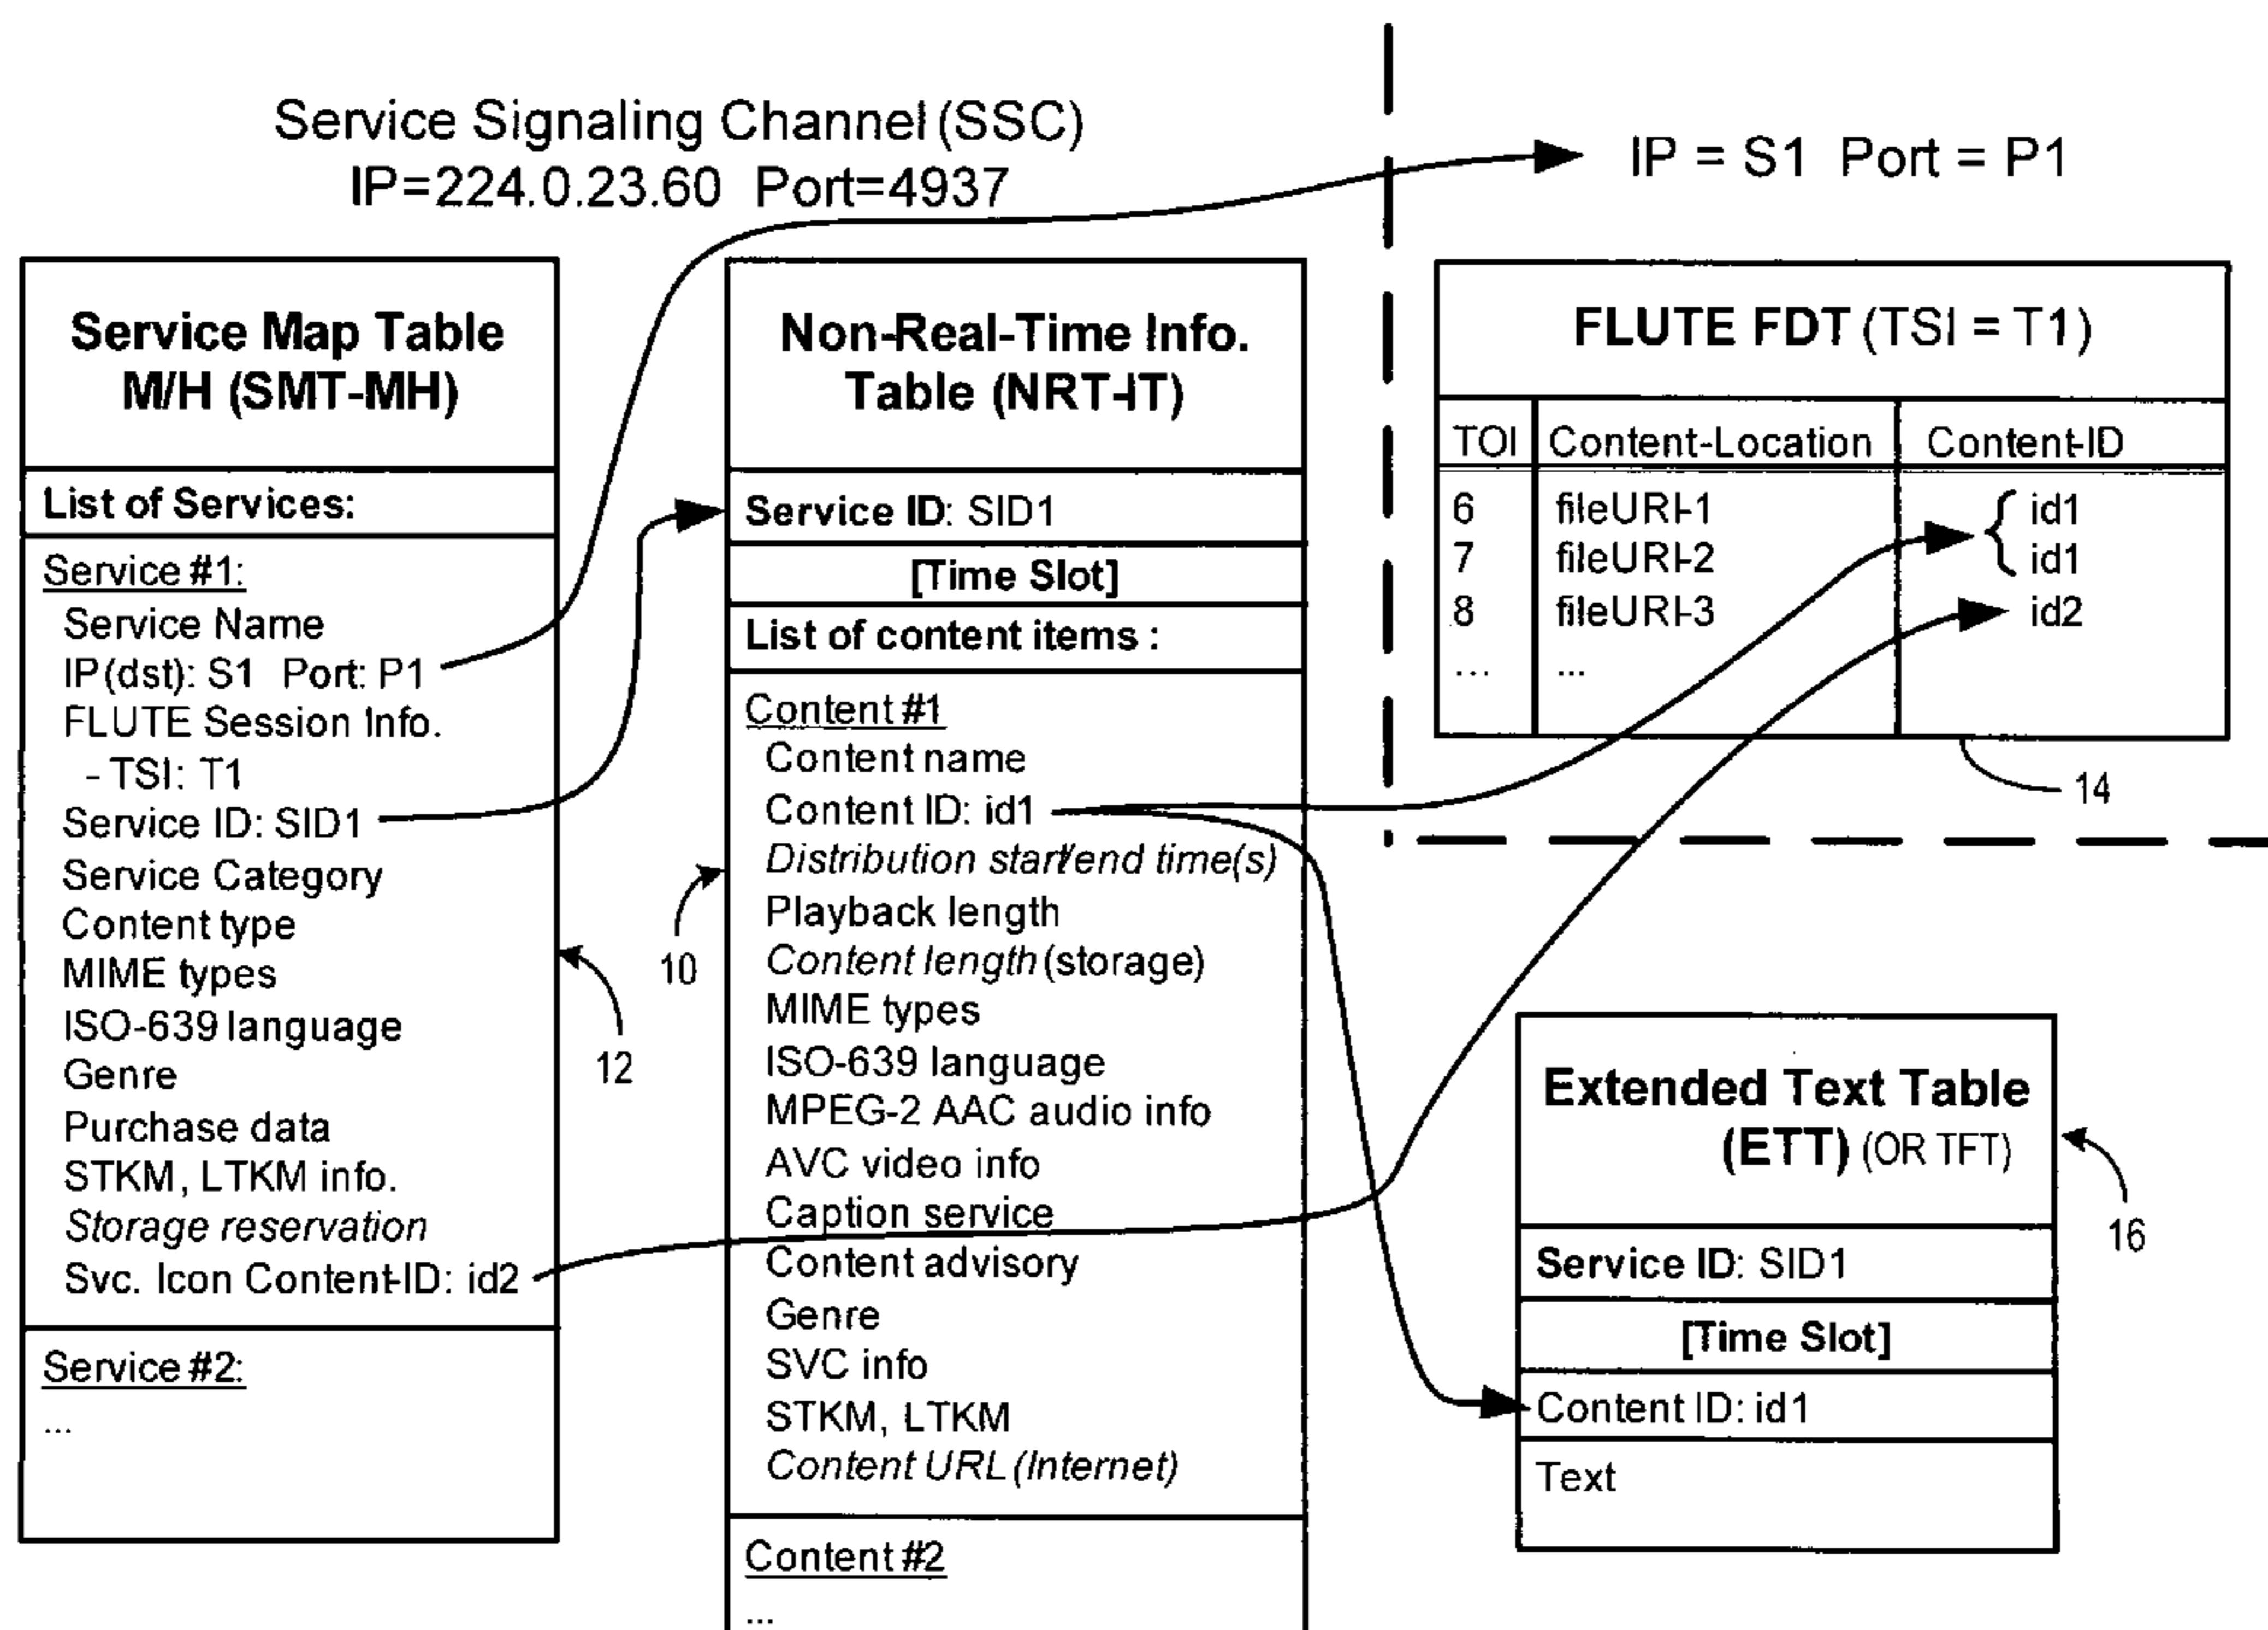 Service Signaling Channel (SSC)
IP=224.0.23.60 Port=4937
Service Map Table
M/H (SMT-MH)
List of Services:
Service #1:
Service Name
IP(dst): S1 Port: P1
FLUTE Session Info.
- TSI: T1
Service ID: SID1
Service Category
Content type
MIME types
ISO-639 language
Genre
Purchase data
STKM, LTKM info.
Storage reservation
Svc. Icon Content-ID: id2
Service #2:
...
12
Non-Real-Time Info.
Table (NRT-IT)
Service ID: SID1
[Time Slot]
List of content items :
Content #1
Content name
Content ID: id1
Distribution start/end time(s)
Playback length
Content length (storage)
MIME types
ISO-639 language
MPEG-2 AAC audio info
AVC video info
Caption service
Content advisory
Genre
SVC info
STKM, LTKM
Content URL (Internet)
Content #2
...
10
IP = S1 Port = P1
FLUTE FDT (TSI = T1)
TOI Content-Location Content-ID
6 fileURI-1 id1
7 fileURI-2 id1
8 fileURI-3 id2
... ...
14
Extended Text Table
(ETT) (OR TFT)
Service ID: SID1
[Time Slot]
Content ID: id1
Text
16